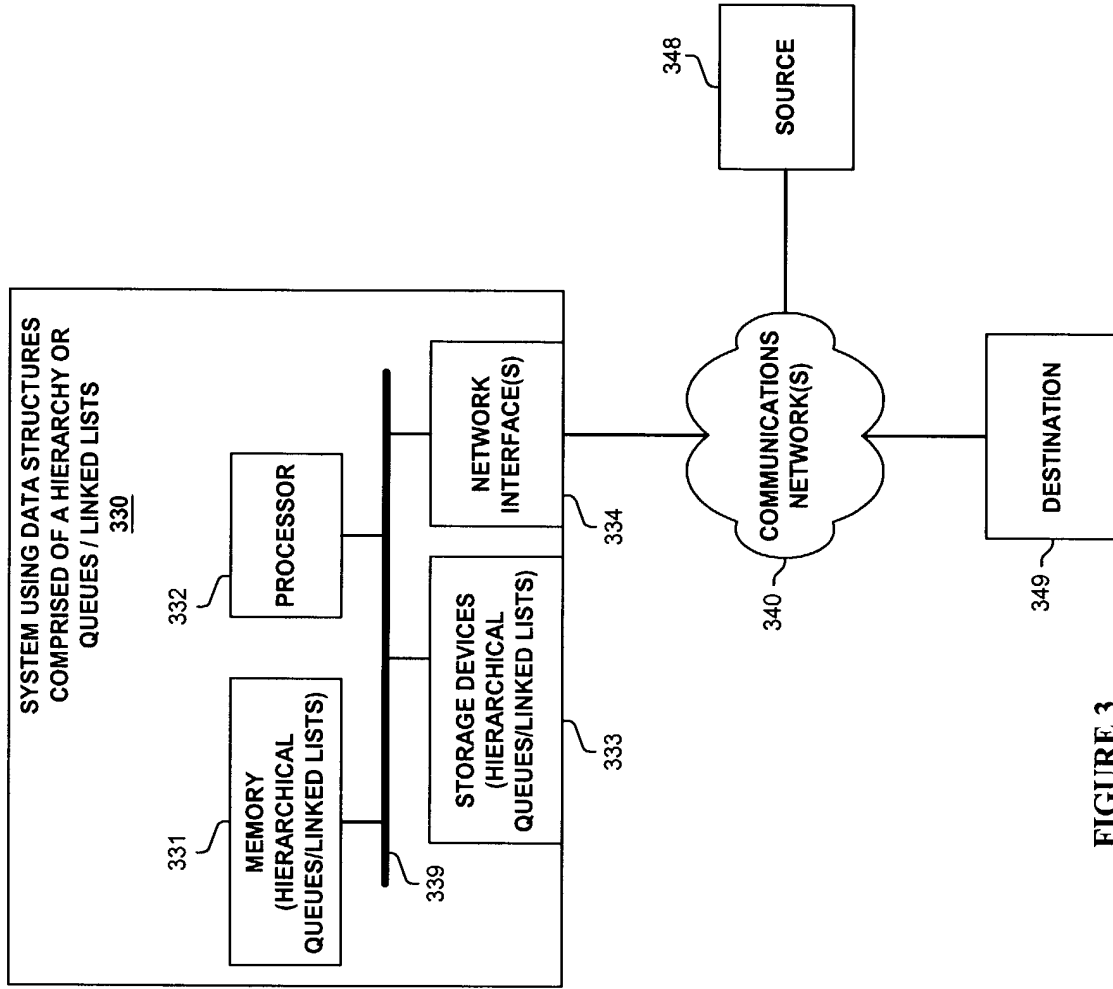 SYSTEM USING DATA STRUCTURES
COMPRISED OF A HIERARCHY OR
QUEUES / LINKED LISTS
330
331
MEMORY
(HIERARCHICAL
QUEUES/LINKED LISTS)
332
PROCESSOR
339
STORAGE DEVICES
(HIERARCHICAL
QUEUES/LINKED LISTS)
333
NETWORK
INTERFACE(S)
334
COMMUNICATIONS
NETWORK(S)
340
348
SOURCE
DESTINATION
349
FIGURE 3